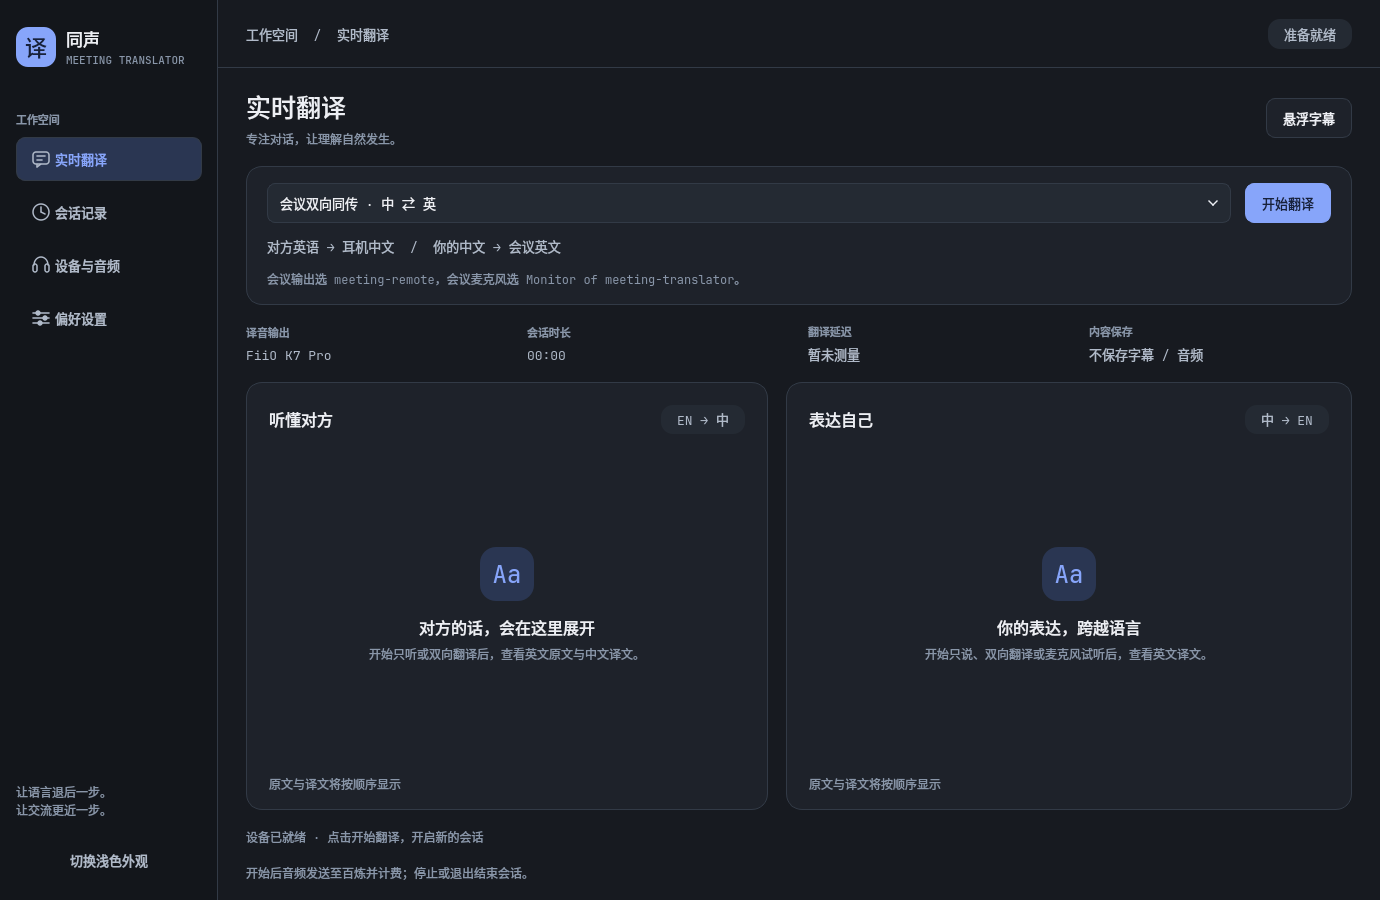 译
同声
MEETING TRANSLATOR
工作空间
实时翻译
会话记录
设备与音频
偏好设置
让语言退后一步。
让交流更近一步。
切换浅色外观
工作空间 / 实时翻译
准备就绪
实时翻译
专注对话，让理解自然发生。
悬浮字幕
会议双向同传 · 中 ⇄ 英
开始翻译
对方英语 → 耳机中文 / 你的中文 → 会议英文
会议输出选 meeting-remote，会议麦克风选 Monitor of meeting-translator。
译音输出
FiiO K7 Pro
会话时长
00:00
翻译延迟
暂未测量
内容保存
不保存字幕 / 音频
听懂对方
EN → 中
Aa
对方的话，会在这里展开
开始只听或双向翻译后，查看英文原文与中文译文。
原文与译文将按顺序显示
表达自己
中 → EN
Aa
你的表达，跨越语言
开始只说、双向翻译或麦克风试听后，查看英文译文。
原文与译文将按顺序显示
设备已就绪 · 点击开始翻译，开启新的会话
开始后音频发送至百炼并计费；停止或退出结束会话。